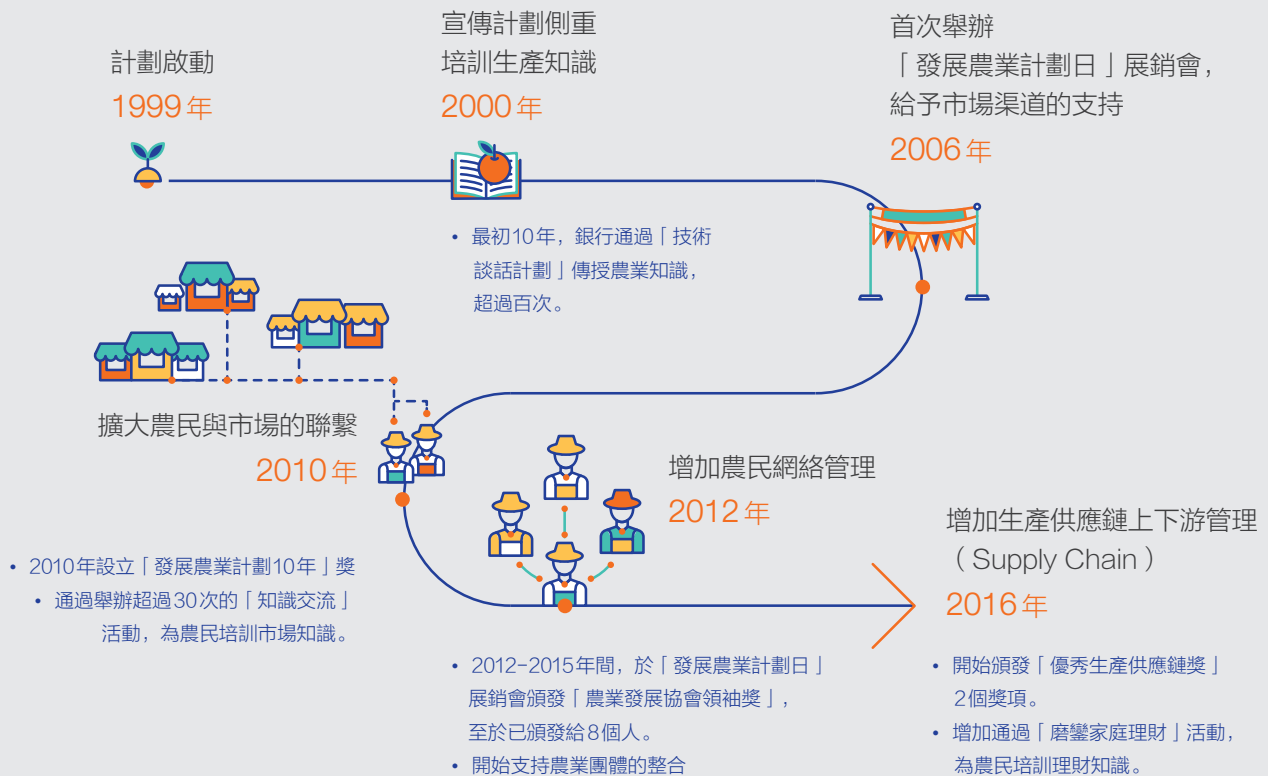 計劃啟動
1999年
宣傳計劃側重
培訓生產知識
2000年
• 最初10年，銀行通過「技術
談話計劃」傳授農業知識，
超過百次。
首次舉辦
「發展農業計劃日」展銷會，
給予市場渠道的支持
2006年
擴大農民與市場的聯繫
2010年
• 2010年設立「發展農業計劃10年」獎
• 通過舉辦超過30次的「知識交流」
活動，為農民培訓市場知識。
增加農民網絡管理
2012年
• 2012-2015年間，於「發展農業計劃日」
展銷會頒發「農業發展協會領袖獎」，
至於已頒發給8個人。
• 開始支持農業團體的整合
增加生產供應鏈上下游管理
（Supply Chain）
2016年
• 開始頒發「優秀生產供應鏈獎」
2個獎項。
• 增加通過「磨鑾家庭理財」活動，
為農民培訓理財知識。